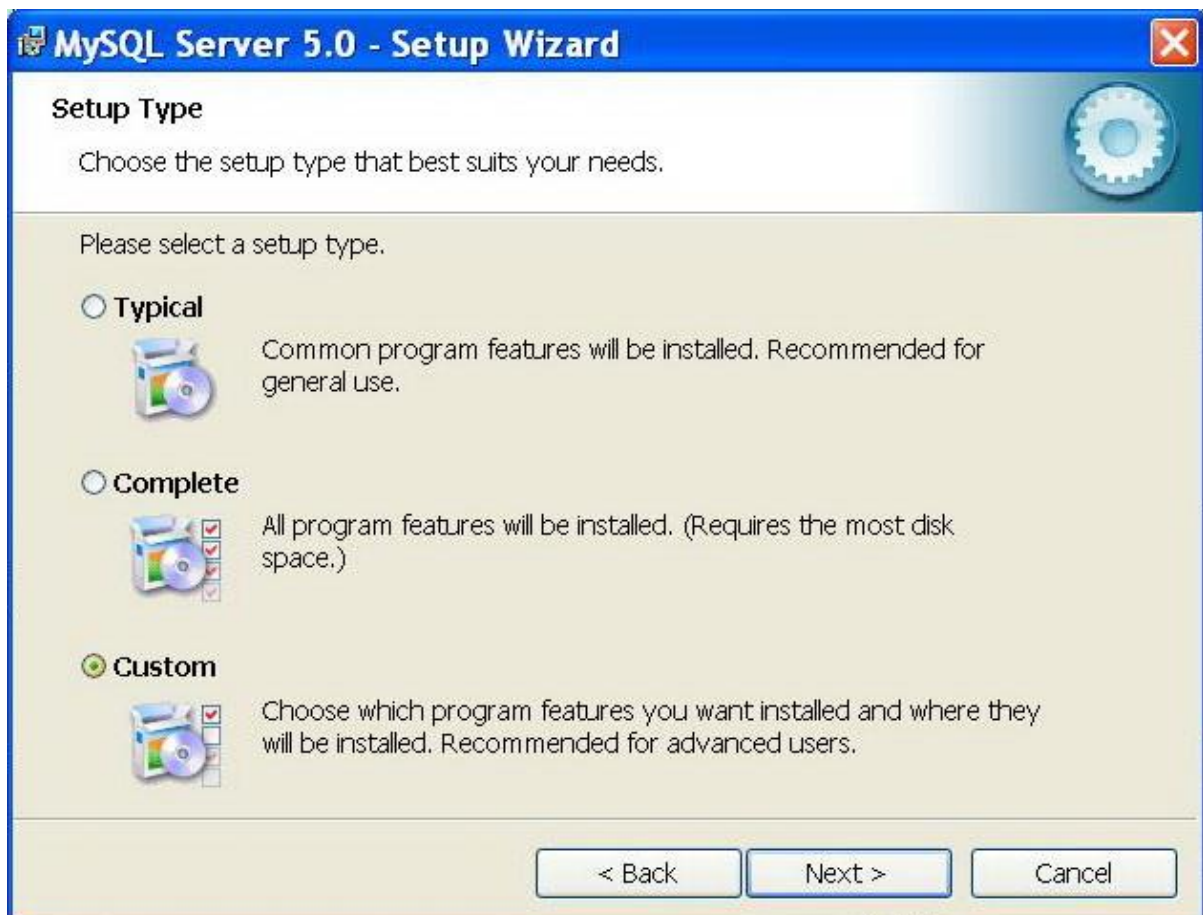 MySQL Server 5.0 - Setup Wizard
Setup Type
Choose the setup type that best suits your needs.
Please select a setup type.
Typical
Common program features will be installed. Recommended for
general use.
Complete
All program features will be installed. (Requires the most disk
space.)
Custom
Choose which program features you want installed and where they
will be installed. Recommended for advanced users.
< Back
Next >
Cancel